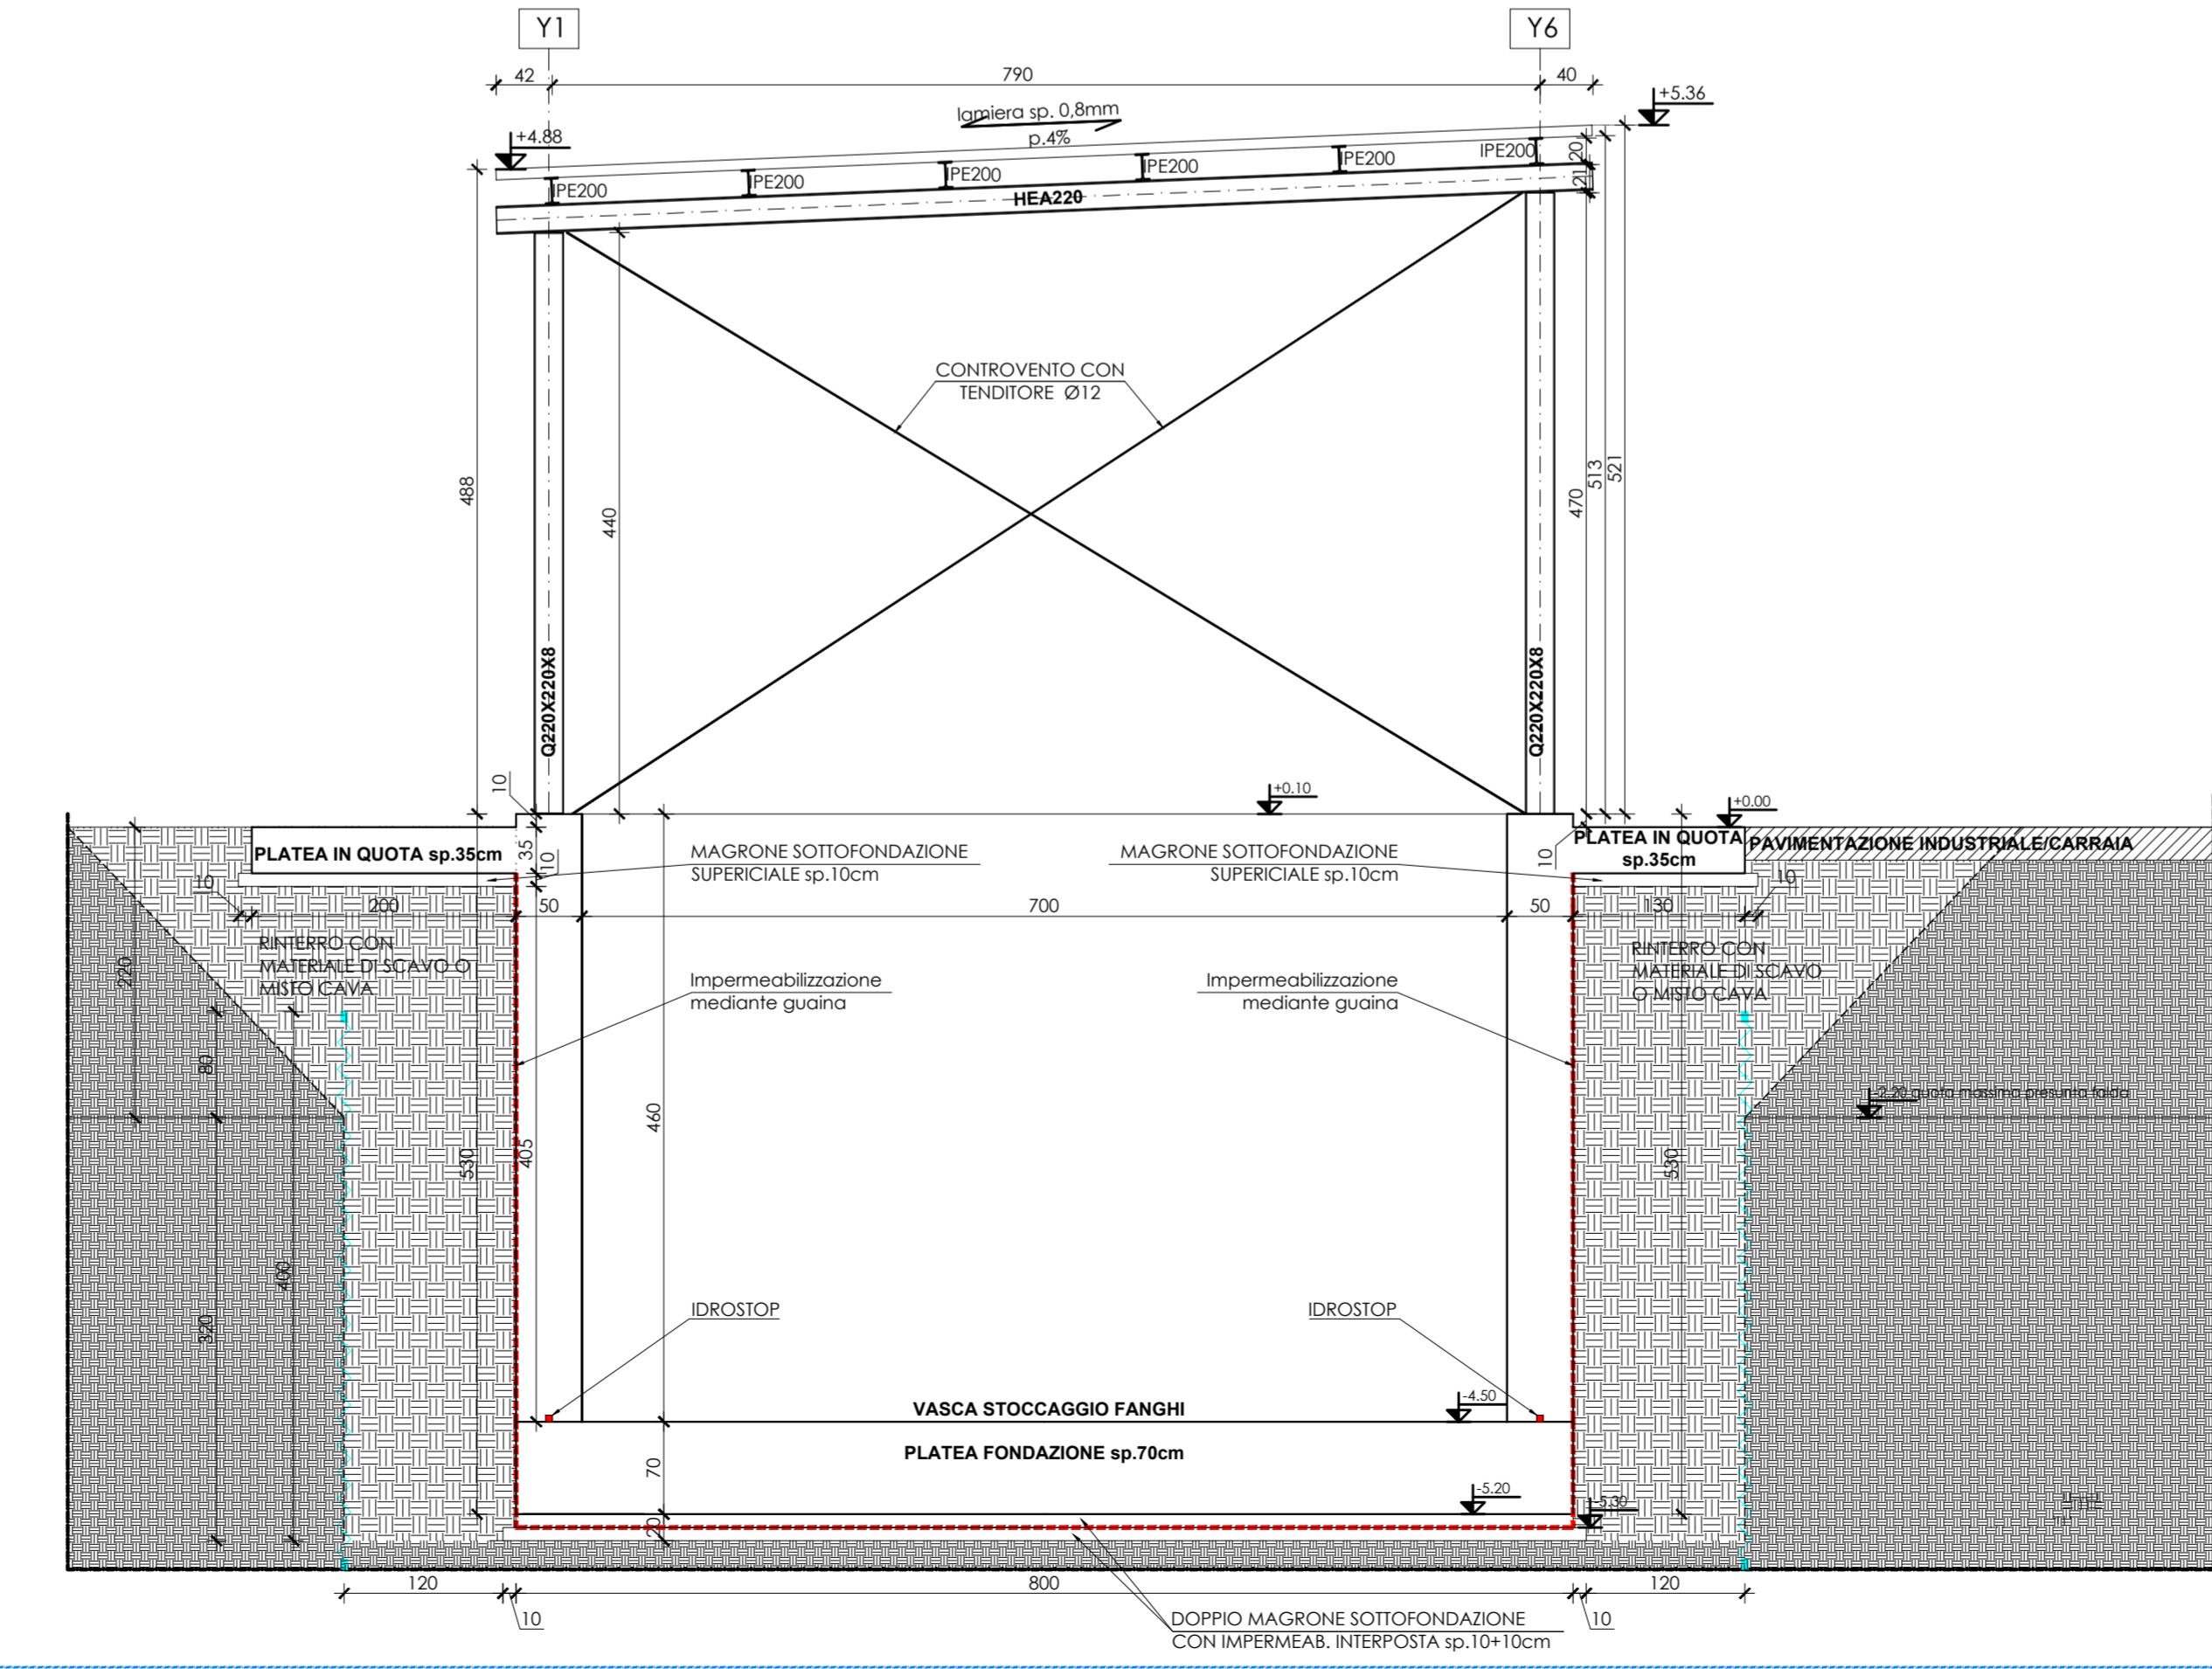 Y1
Y6
42
790
40
+5.36
lamiera sp. 0,8mm
p.4%
+4.88
IPE200
IPE200
IPE200
IPE200
IPE200
IPE200
20
21
HEA220
CONTROVENTO CON
TENDITORE Ø12
488
440
470
513
521
Q220X220X8
Q220X220X8
10
+0.10
+0.00
PLATEA IN QUOTA sp.35cm
35
10
MAGRONE SOTTOFONDAZIONE
SUPERICIALE sp.10cm
MAGRONE SOTTOFONDAZIONE
SUPERICIALE sp.10cm
10
PLATEA IN QUOTA
sp.35cm
PAVIMENTAZIONE INDUSTRIALE/CARRAIA
10
10
200
50
700
50
130
RINTERRO CON
MATERIALE DI SCAVO O
MISTO CAVA
RINTERRO CON
MATERIALE DI SCAVO
O MISTO CAVA
220
Impermeabilizzazione
mediante guaina
Impermeabilizzazione
mediante guaina
80
-2.20 quota massima presunta falda
460
405
530
530
400
320
IDROSTOP
IDROSTOP
VASCA STOCCAGGIO FANGHI
-4.50
PLATEA FONDAZIONE sp.70cm
70
-5.20
-5.30
20
120
800
120
10
10
DOPPIO MAGRONE SOTTOFONDAZIONE
CON IMPERMEAB. INTERPOSTA sp.10+10cm